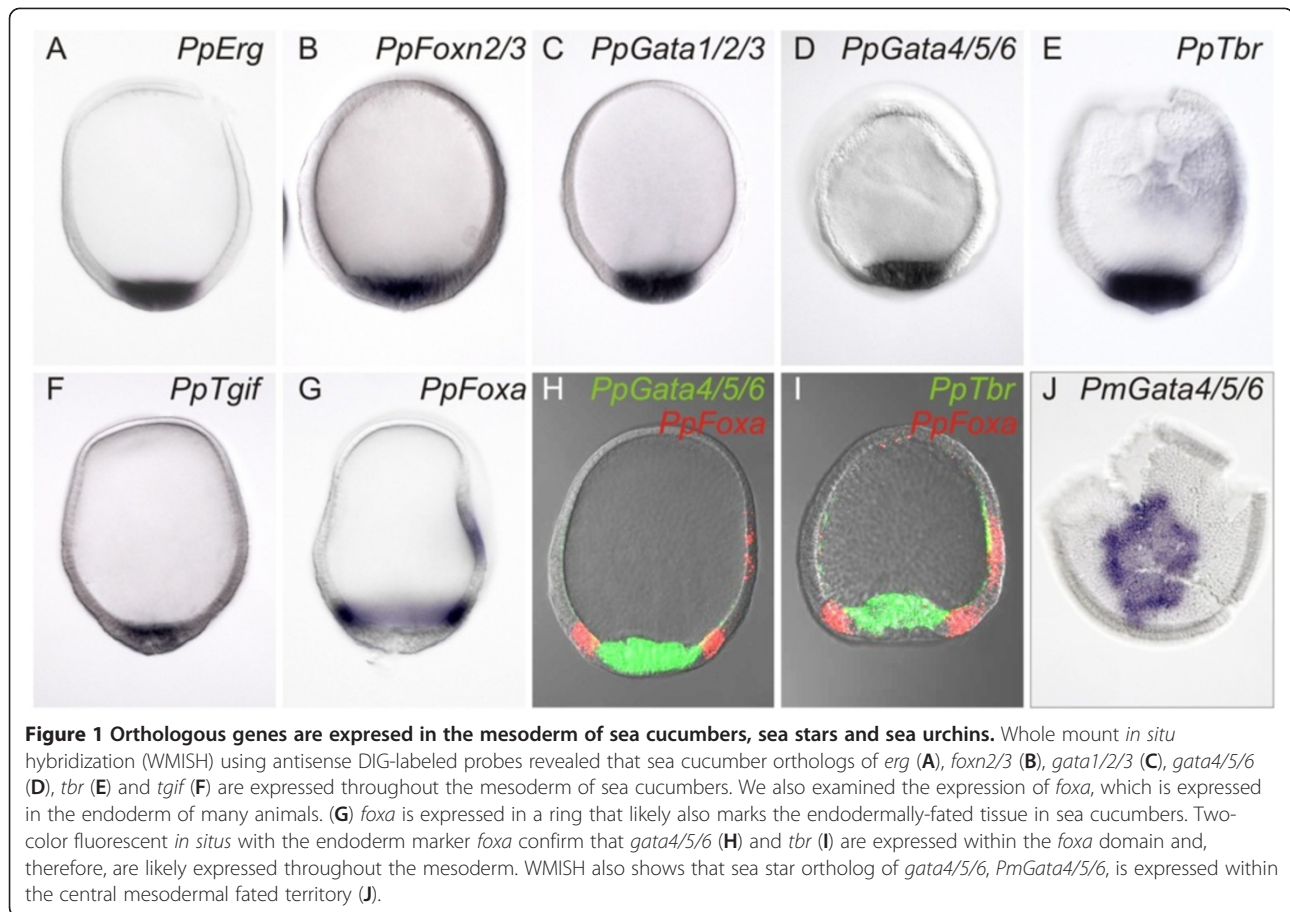 A PpErg
B PpFoxn2/3
C PpGata1/2/3
D PpGata4/5/6
E PpTbr
F PpTgif
G PpFoxa
H PpGata4/5/6
PpFoxa
I PpTbr
PpFoxa
J PmGata4/5/6
Figure 1 Orthologous genes are expresed in the mesoderm of sea cucumbers, sea stars and sea urchins. Whole mount in situ
hybridization (WMISH) using antisense DIG-labeled probes revealed that sea cucumber orthologs of erg (A), foxn2/3 (B), gata1/2/3 (C), gata4/5/6
(D), tbr (E) and tgif (F) are expressed throughout the mesoderm of sea cucumbers. We also examined the expression of foxa, which is expressed
in the endoderm of many animals. (G) foxa is expressed in a ring that likely also marks the endodermally-fated tissue in sea cucumbers. Two-
color fluorescent in situs with the endoderm marker foxa confirm that gata4/5/6 (H) and tbr (I) are expressed within the foxa domain and,
therefore, are likely expressed throughout the mesoderm. WMISH also shows that sea star ortholog of gata4/5/6, PmGata4/5/6, is expressed within
the central mesodermal fated territory (J).